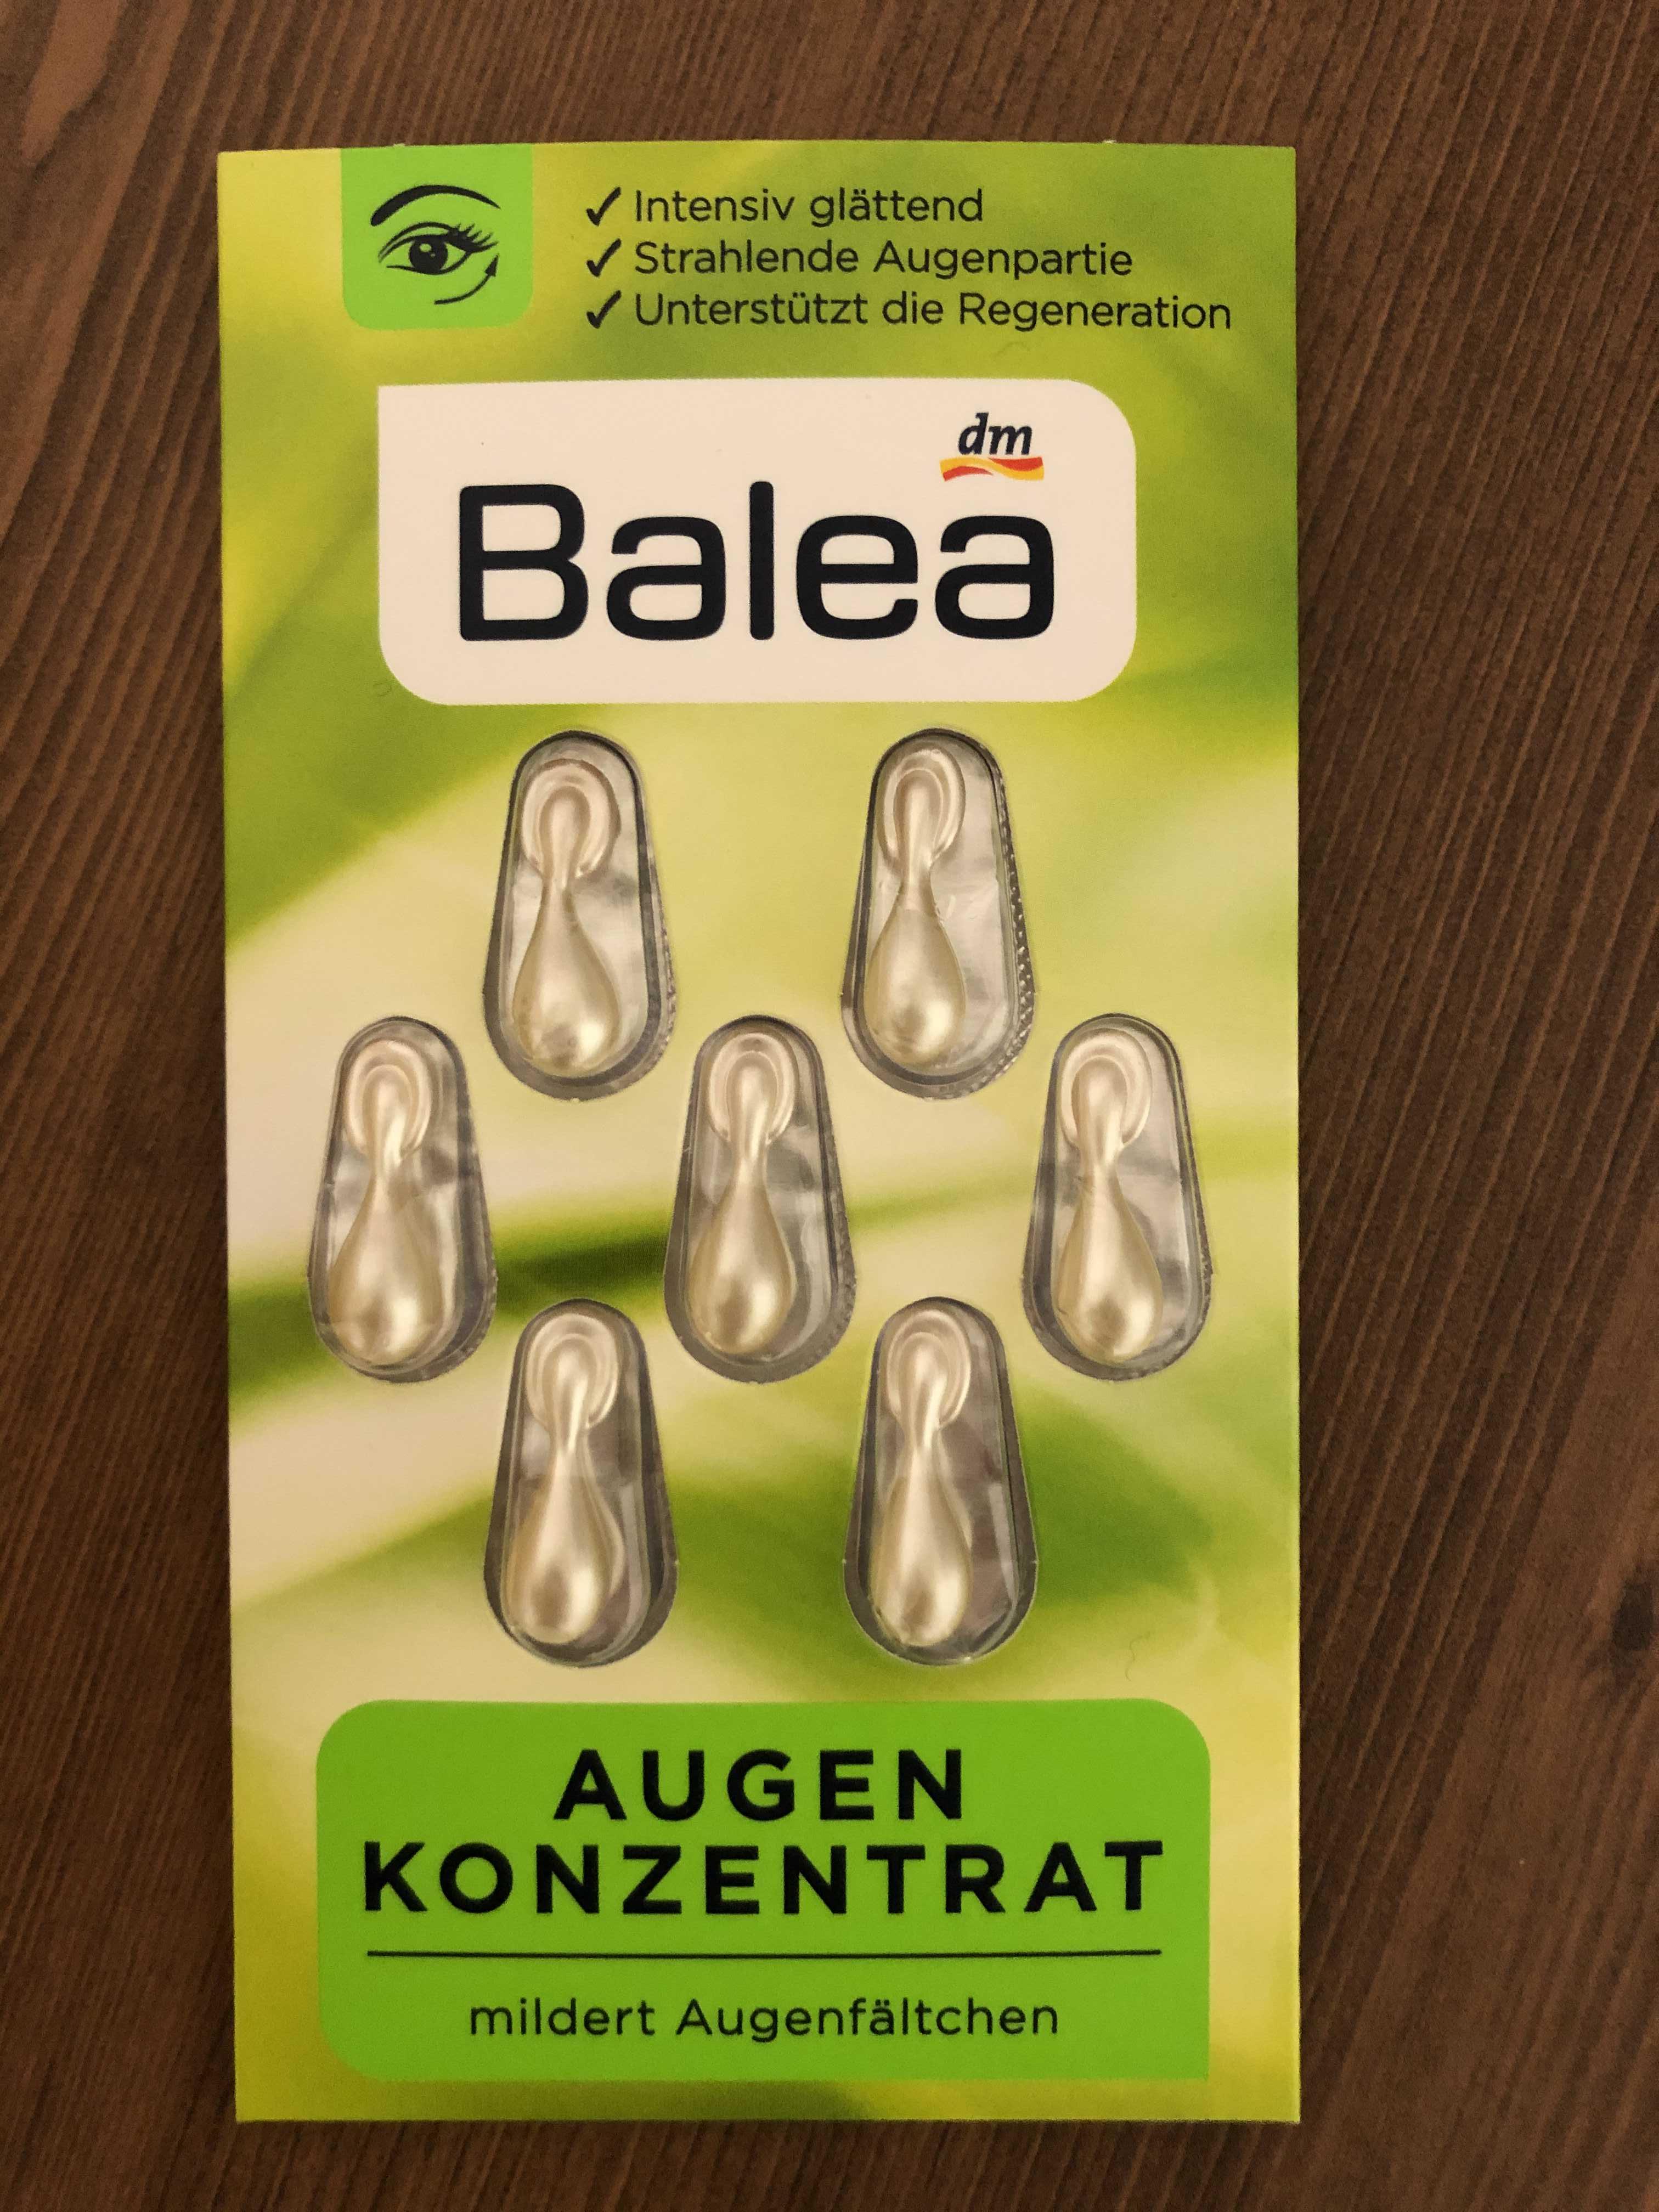 ✓ Intensiv glättend
✓ Strahlende Augenpartie
✓ Unterstützt die Regeneration
dm
Balea
AUGEN
KONZENTRAT
mildert Augenfältchen